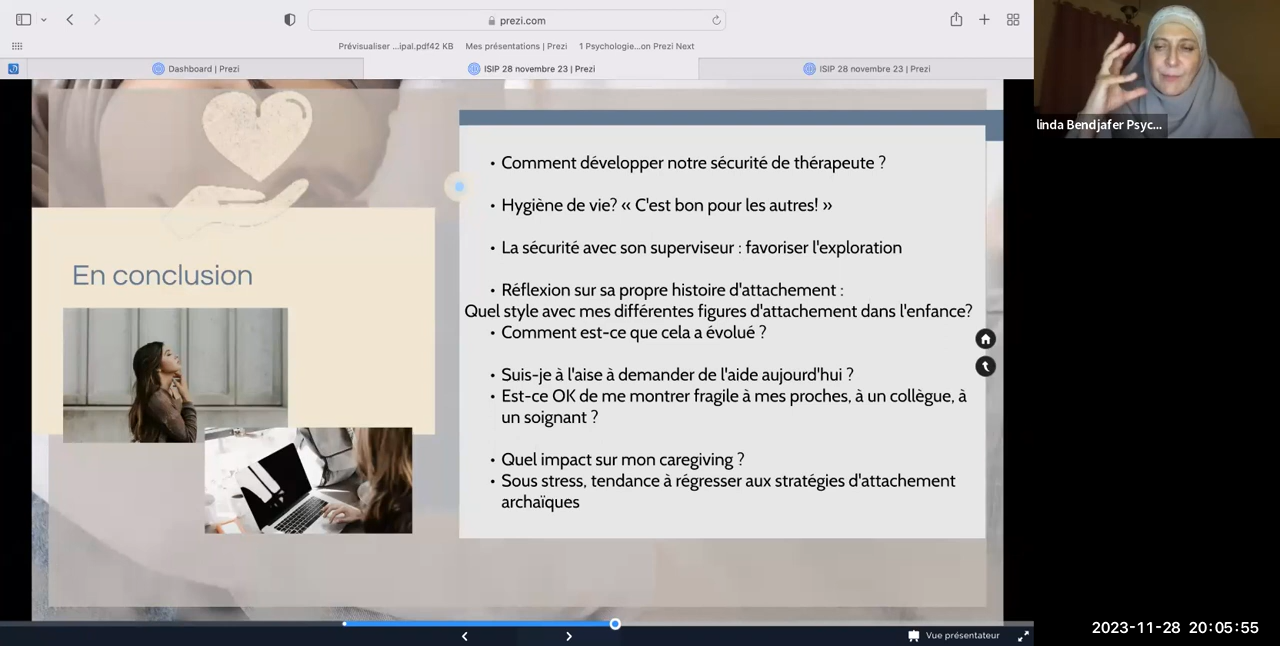 prezi.com
Prévisualiser ...ipal.pdf42 KB
Mes présentations | Prezi
1 Psychologie...on Prezi Next
Dashboard | Prezi
ISIP 28 novembre 23 | Prezi
ISIP 28 novembre 23 | Prezi
linda Bendjafer Psyc...
En conclusion
• Comment développer notre sécurité de thérapeute ?
• Hygiène de vie? « C'est bon pour les autres! »
• La sécurité avec son superviseur : favoriser l'exploration
• Réflexion sur sa propre histoire d'attachement :
Quel style avec mes différentes figures d'attachement dans l'enfance?
• Comment est-ce que cela a évolué ?
• Suis-je à l'aise à demander de l'aide aujourd'hui ?
• Est-ce OK de me montrer fragile à mes proches, à un collègue, à
un soignant ?
• Quel impact sur mon caregiving ?
• Sous stress, tendance à régresser aux stratégies d'attachement
archaïques
Vue présentateur
2023-11-28 20:05:55